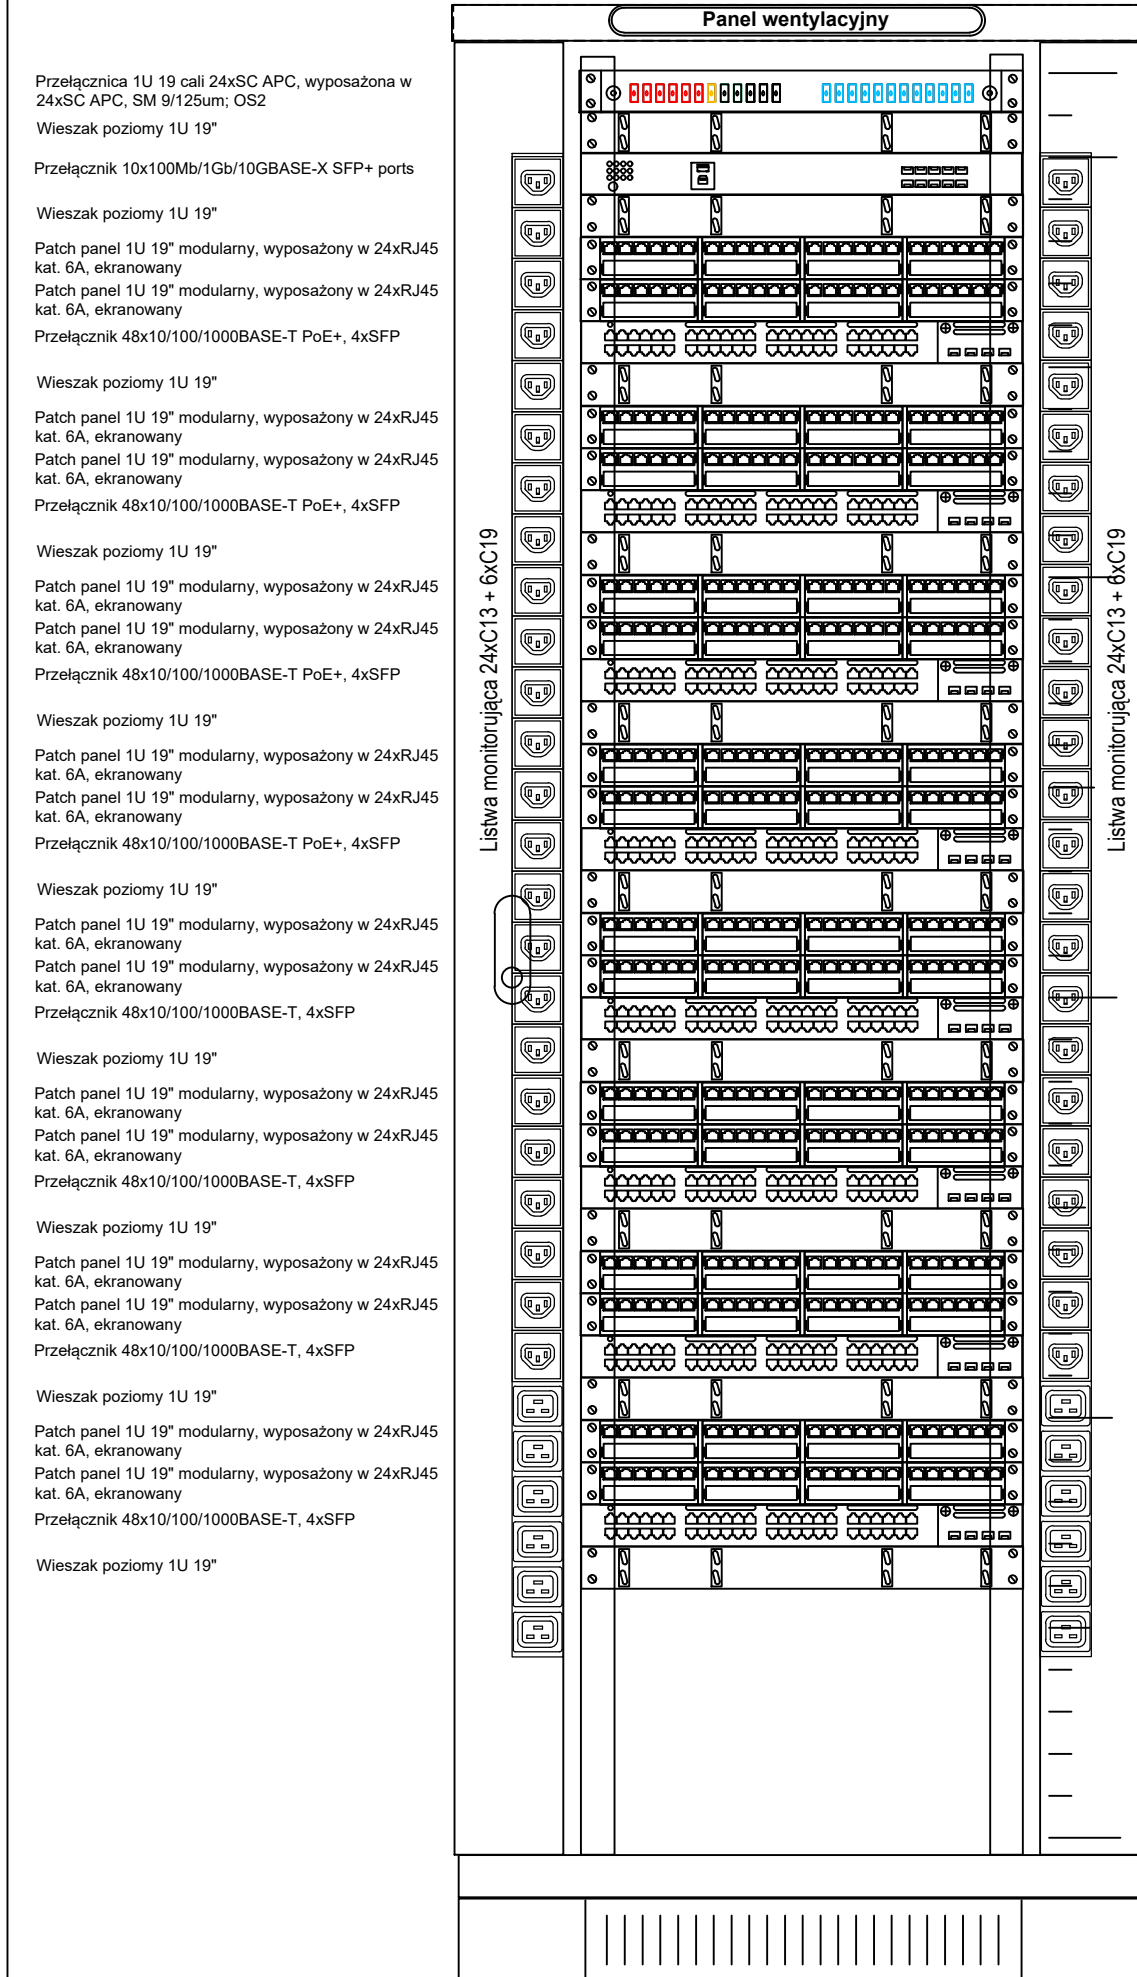 Panel wentylacyjny
Przełącznica 1U 19 cali 24xSC APC, wyposażona w
24xSC APC, SM 9/125um; OS2
Wieszak poziomy 1U 19"
Przełącznik 10x100Mb/1Gb/10GBASE-X SFP+ ports
Wieszak poziomy 1U 19"
Patch panel 1U 19" modularny, wyposażony w 24xRJ45
kat. 6A, ekranowany
Patch panel 1U 19" modularny, wyposażony w 24xRJ45
kat. 6A, ekranowany
Przełącznik 48x10/100/1000BASE-T PoE+, 4xSFP
Wieszak poziomy 1U 19"
Patch panel 1U 19" modularny, wyposażony w 24xRJ45
kat. 6A, ekranowany
Patch panel 1U 19" modularny, wyposażony w 24xRJ45
kat. 6A, ekranowany
Przełącznik 48x10/100/1000BASE-T PoE+, 4xSFP
Wieszak poziomy 1U 19"
Patch panel 1U 19" modularny, wyposażony w 24xRJ45
kat. 6A, ekranowany
Patch panel 1U 19" modularny, wyposażony w 24xRJ45
kat. 6A, ekranowany
Przełącznik 48x10/100/1000BASE-T PoE+, 4xSFP
Wieszak poziomy 1U 19"
Patch panel 1U 19" modularny, wyposażony w 24xRJ45
kat. 6A, ekranowany
Patch panel 1U 19" modularny, wyposażony w 24xRJ45
kat. 6A, ekranowany
Przełącznik 48x10/100/1000BASE-T PoE+, 4xSFP
Wieszak poziomy 1U 19"
Patch panel 1U 19" modularny, wyposażony w 24xRJ45
kat. 6A, ekranowany
Patch panel 1U 19" modularny, wyposażony w 24xRJ45
kat. 6A, ekranowany
Przełącznik 48x10/100/1000BASE-T, 4xSFP
Wieszak poziomy 1U 19"
Patch panel 1U 19" modularny, wyposażony w 24xRJ45
kat. 6A, ekranowany
Patch panel 1U 19" modularny, wyposażony w 24xRJ45
kat. 6A, ekranowany
Przełącznik 48x10/100/1000BASE-T, 4xSFP
Wieszak poziomy 1U 19"
Patch panel 1U 19" modularny, wyposażony w 24xRJ45
kat. 6A, ekranowany
Patch panel 1U 19" modularny, wyposażony w 24xRJ45
kat. 6A, ekranowany
Przełącznik 48x10/100/1000BASE-T, 4xSFP
Wieszak poziomy 1U 19"
Patch panel 1U 19" modularny, wyposażony w 24xRJ45
kat. 6A, ekranowany
Patch panel 1U 19" modularny, wyposażony w 24xRJ45
kat. 6A, ekranowany
Przełącznik 48x10/100/1000BASE-T, 4xSFP
Wieszak poziomy 1U 19"
Listwa monitorująca 24xC13 + 6xC19
Listwa monitorująca 24xC13 + 6xC19